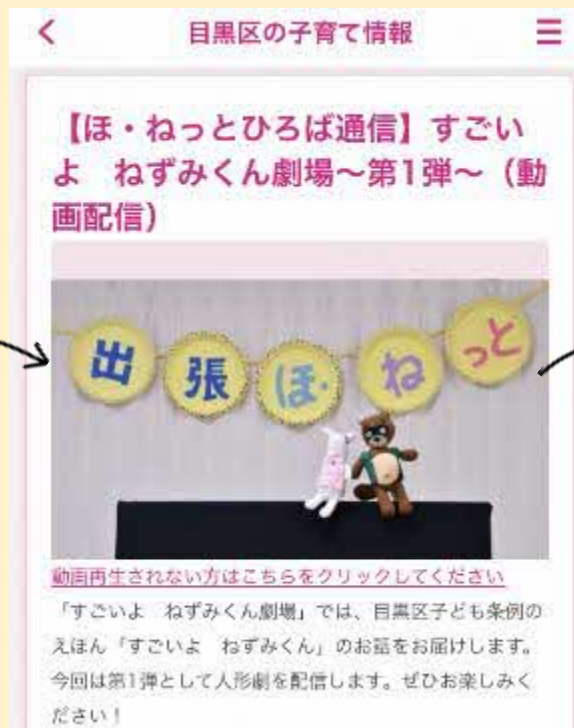 目黒区の子育て情報
【ほ・ねっとひろば通信】すごい
よ　ねずみくん劇場～第1弾～（動
画配信）
出張ほ・ねっと
動画再生されない方はこちらをクリックしてください
「すごいよ　ねずみくん劇場」では、目黒区子ども条例の
えほん「すごいよ　ねずみくん」のお話をお届けします。
今回は第1弾として人形劇を配信します。ぜひお楽しみく
ださい！